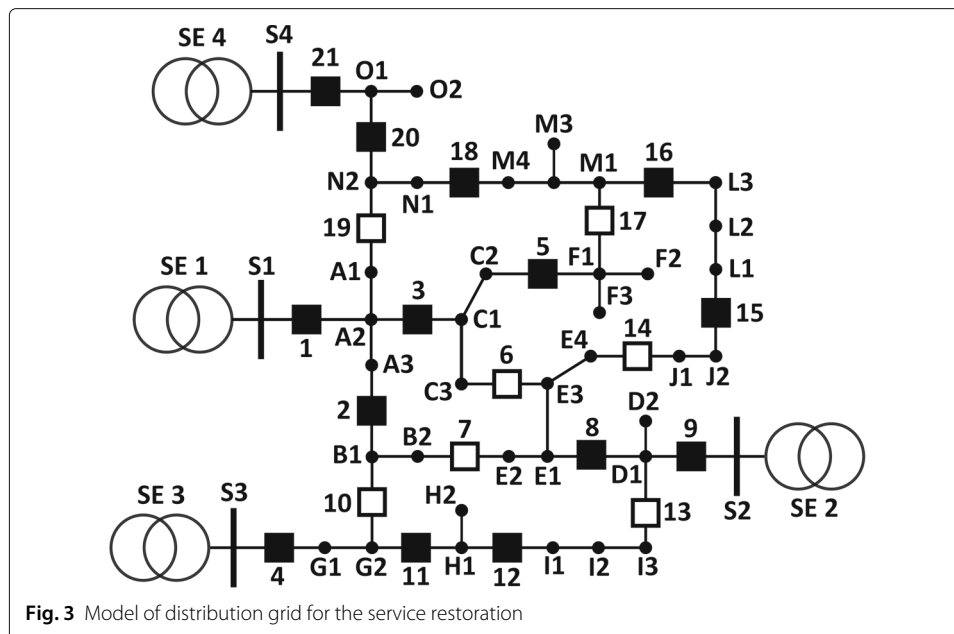 SE 4 S4 21 O1 O2
20
M3
18 M4 M1 16
N2 N1 L3
19 17 L2
C2 5 F1 F2
A1 L1
SE 1 S1 3 F3
15
1 A2 C1 E4 14
A3 6 J1 J2
C3 E3
2 D2
B1 B2 7 8 9
E2 E1 D1
SE 3 S3 10 H2 13 S2 SE 2
4 G1 G2 11 H1 12 I1 I2 I3
Fig. 3 Model of distribution grid for the service restoration